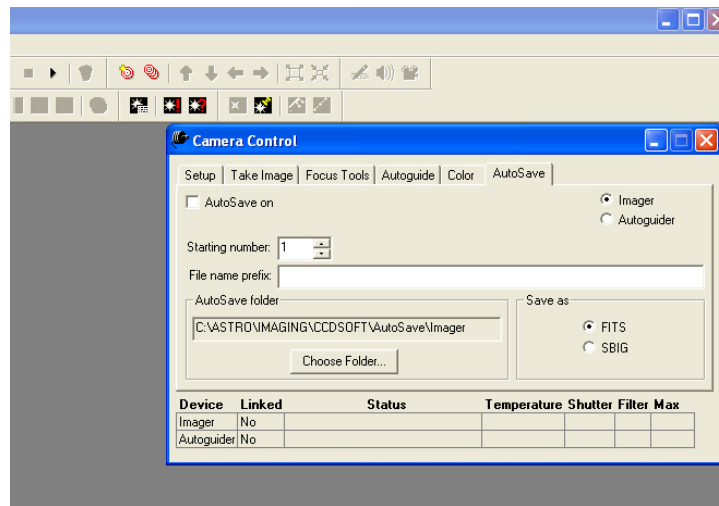 Camera Control
Setup Take Image Focus Tools Autoguide Color AutoSave
AutoSave on
Imager
Autoguider
Starting number: 1
File name prefix:
AutoSave folder
C:\ASTRO\IMAGING\CCDSOFT\AutoSave\Imager
Choose Folder...
Save as
FITS
SBIG
Device Linked Status Temperature Shutter Filter Max
Imager No
Autoguider No